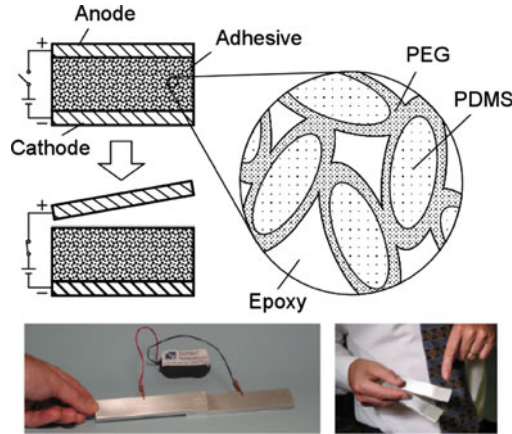 Anode
+
Adhesive
PEG
PDMS
−
Cathode
+
−
Epoxy